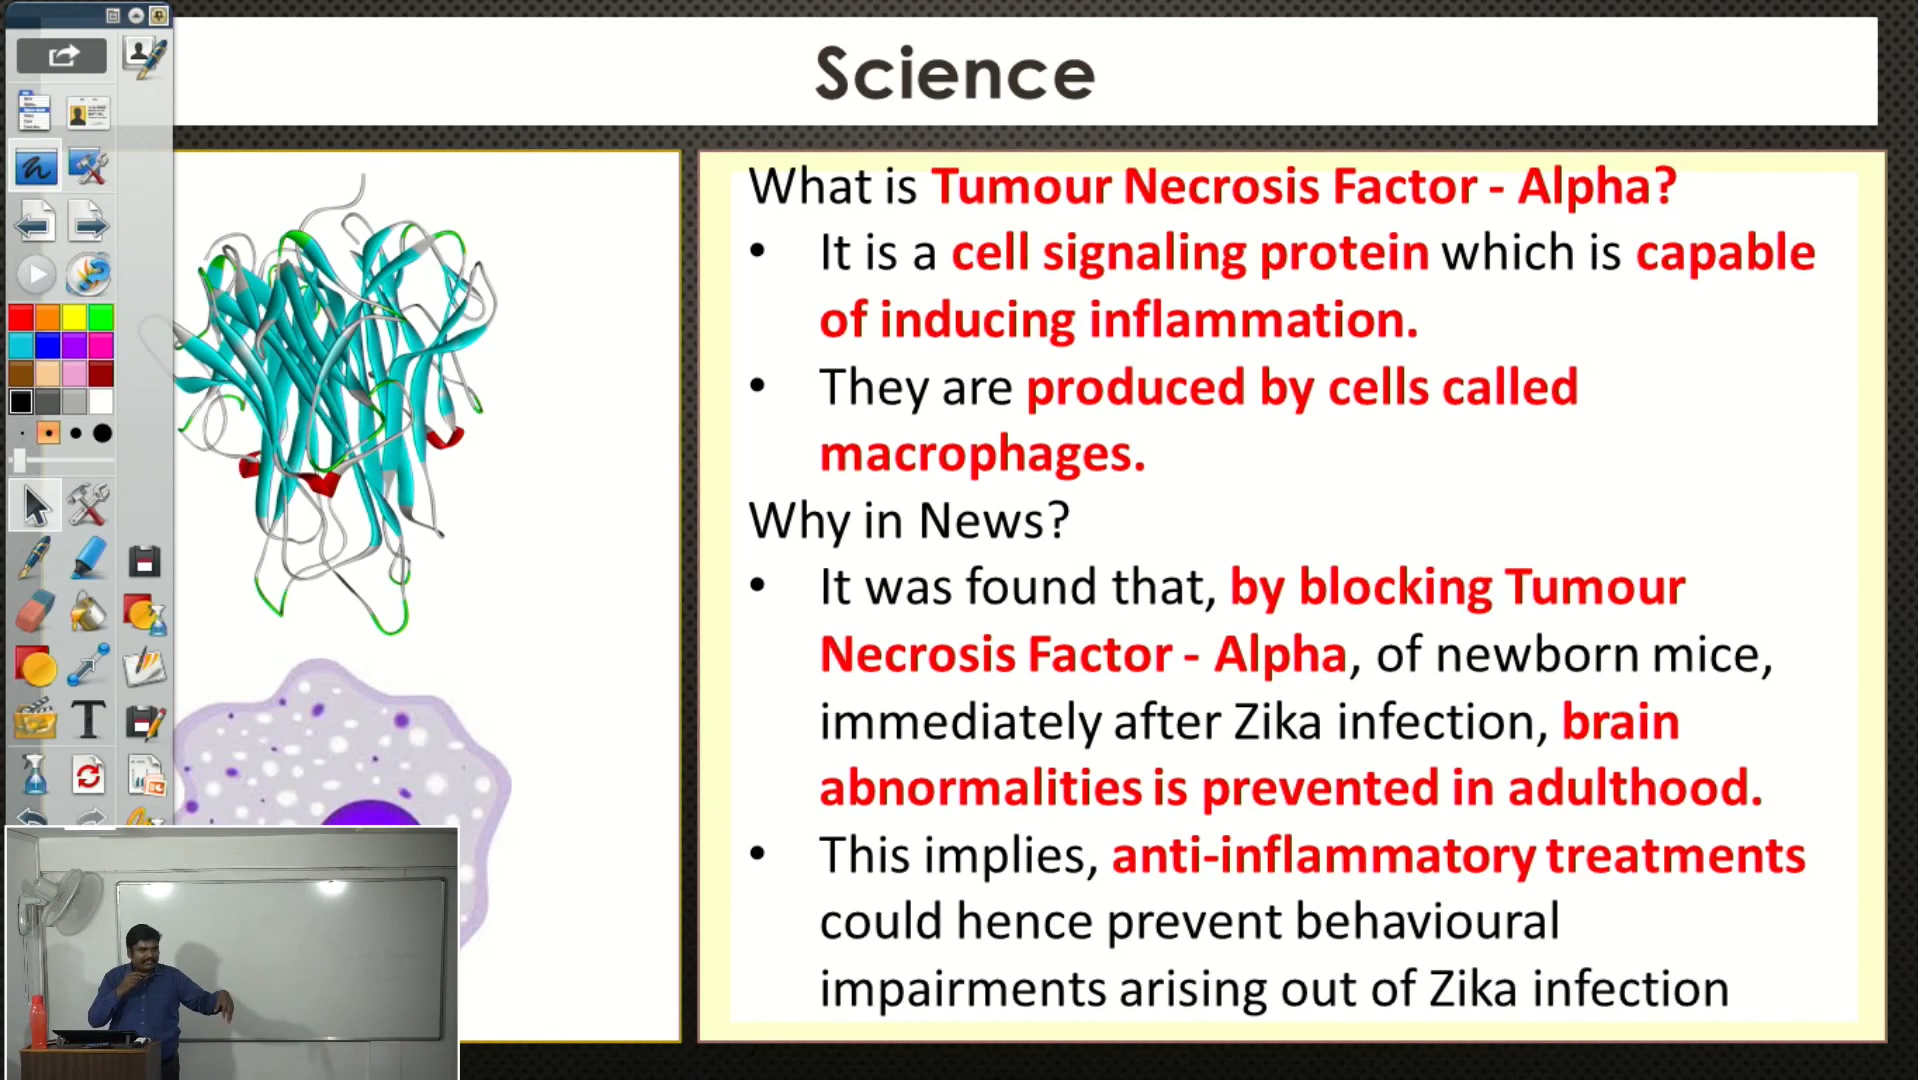 Science
What is Tumour Necrosis Factor - Alpha?
• It is a cell signaling protein which is capable
of inducing inflammation.
• They are produced by cells called
macrophages.
Why in News?
• It was found that, by blocking Tumour
Necrosis Factor - Alpha, of newborn mice,
immediately after Zika infection, brain
abnormalities is prevented in adulthood.
• This implies, anti-inflammatory treatments
could hence prevent behavioural
impairments arising out of Zika infection
T